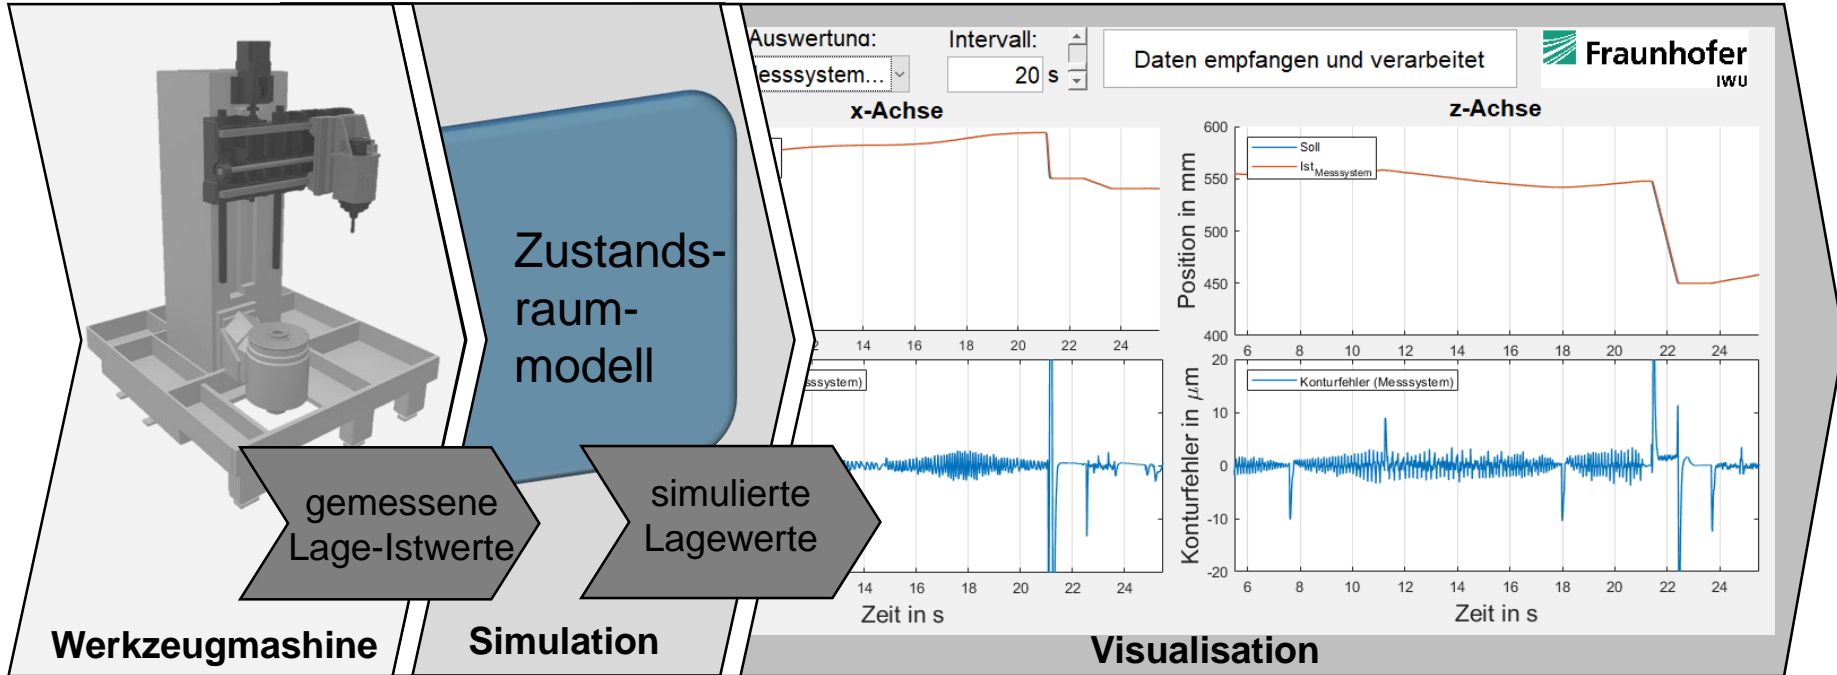 Auswertung:
Intervall:
Messsystem...
20 s
Daten empfangen und verarbeitet
Fraunhofer
IWU
x-Achse
z-Achse
Zustands-
raum-
modell
Position in mm
600
550
500
450
400
Soll
Ist Messsystem
14 16 18 20 22 24
6 8 10 12 14 16 18 20 22 24
Konturfehler in μm
20
10
0
-10
-20
Konturfehler (Messsystem)
14 16 18 20 22 24
6 8 10 12 14 16 18 20 22 24
Zeit in s
Zeit in s
gemessene
Lage-Istwerte
simulierte
Lagewerte
Werkzeugmashine
Simulation
Visualisation